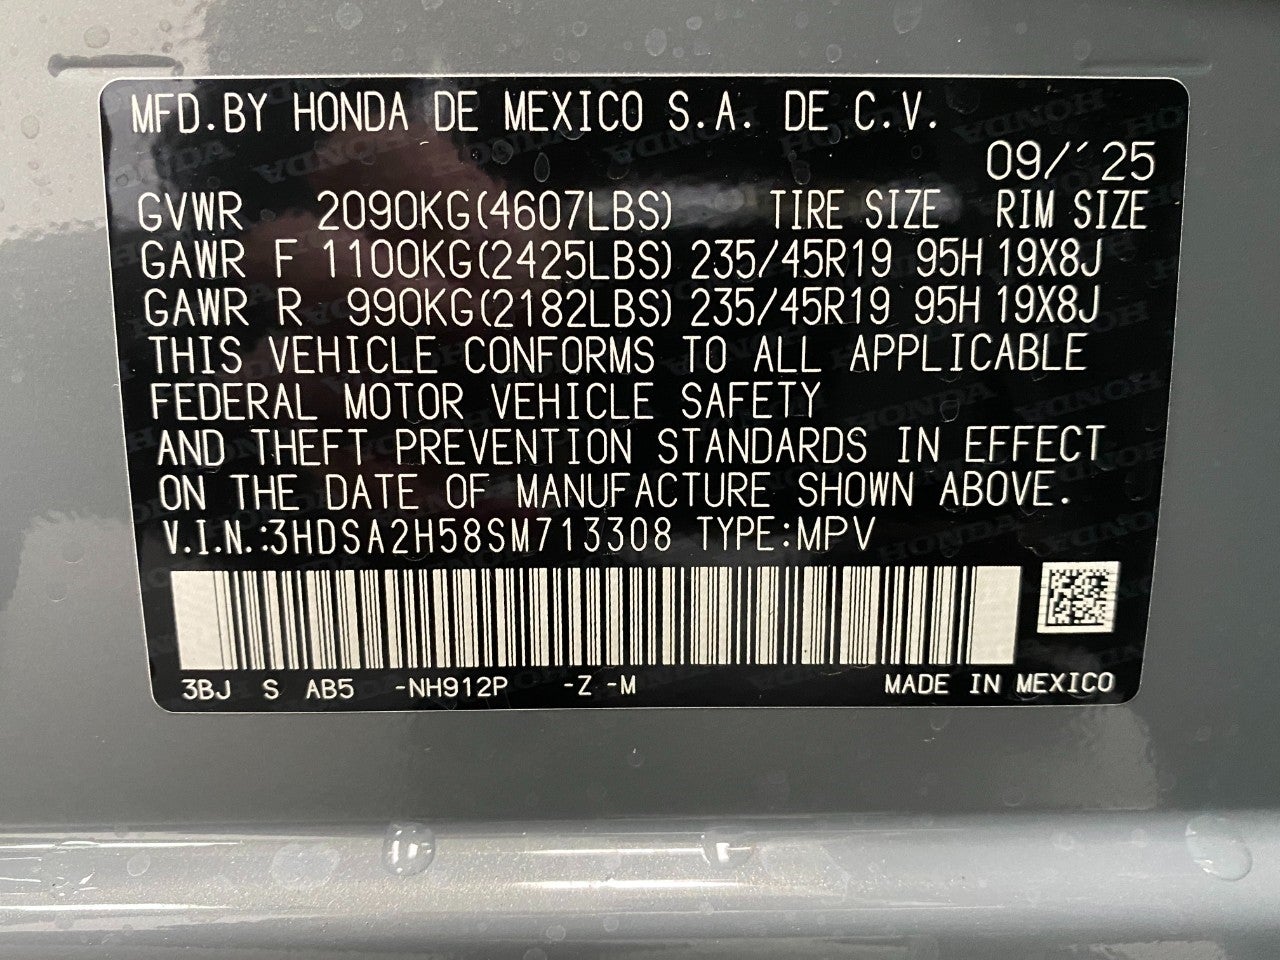 MFD.BY HONDA DE MEXICO S.A. DE C.V.
09/'25
GVWR 2090KG(4607LBS) TIRE SIZE RIM SIZE
GAWR F 1100KG(2425LBS) 235/45R19 95H 19X8J
GAWR R 990KG(2182LBS) 235/45R19 95H 19X8J
THIS VEHICLE CONFORMS TO ALL APPLICABLE
FEDERAL MOTOR VEHICLE SAFETY
AND THEFT PREVENTION STANDARDS IN EFFECT
ON THE DATE OF MANUFACTURE SHOWN ABOVE.
V.I.N.:3HDSA2H58SM713308 TYPE:MPV
3BJ S AB5 -NH912P -Z -M MADE IN MEXICO